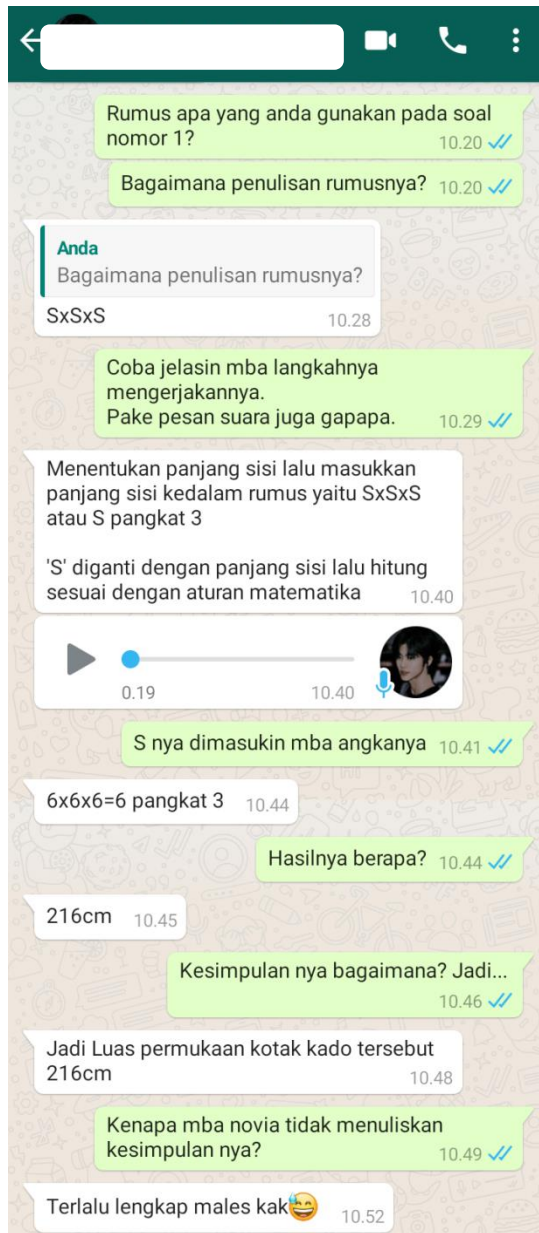 Rumus apa yang anda gunakan pada soal
nomor 1?
10.20
Bagaimana penulisan rumusnya? 10.20
Anda
Bagaimana penulisan rumusnya?
SxSxS
10.28
Coba jelasin mba langkahnya
mengerjakannya.
Pake pesan suara juga gapapa. 10.29
Menentukan panjang sisi lalu masukkan
panjang sisi kedalam rumus yaitu SxSxS
atau S pangkat 3
'S' diganti dengan panjang sisi lalu hitung
sesuai dengan aturan matematika 10.40
0.19 10.40
S nya dimasukin mba angkanya 10.41
6x6x6=6 pangkat 3 10.44
Hasilnya berapa? 10.44
216cm 10.45
Kesimpulan nya bagaimana? Jadi...
10.46
Jadi Luas permukaan kotak kado tersebut
216cm 10.48
Kenapa mba novia tidak menuliskan
kesimpulan nya? 10.49
Terlalu lengkap males kak😅 10.52